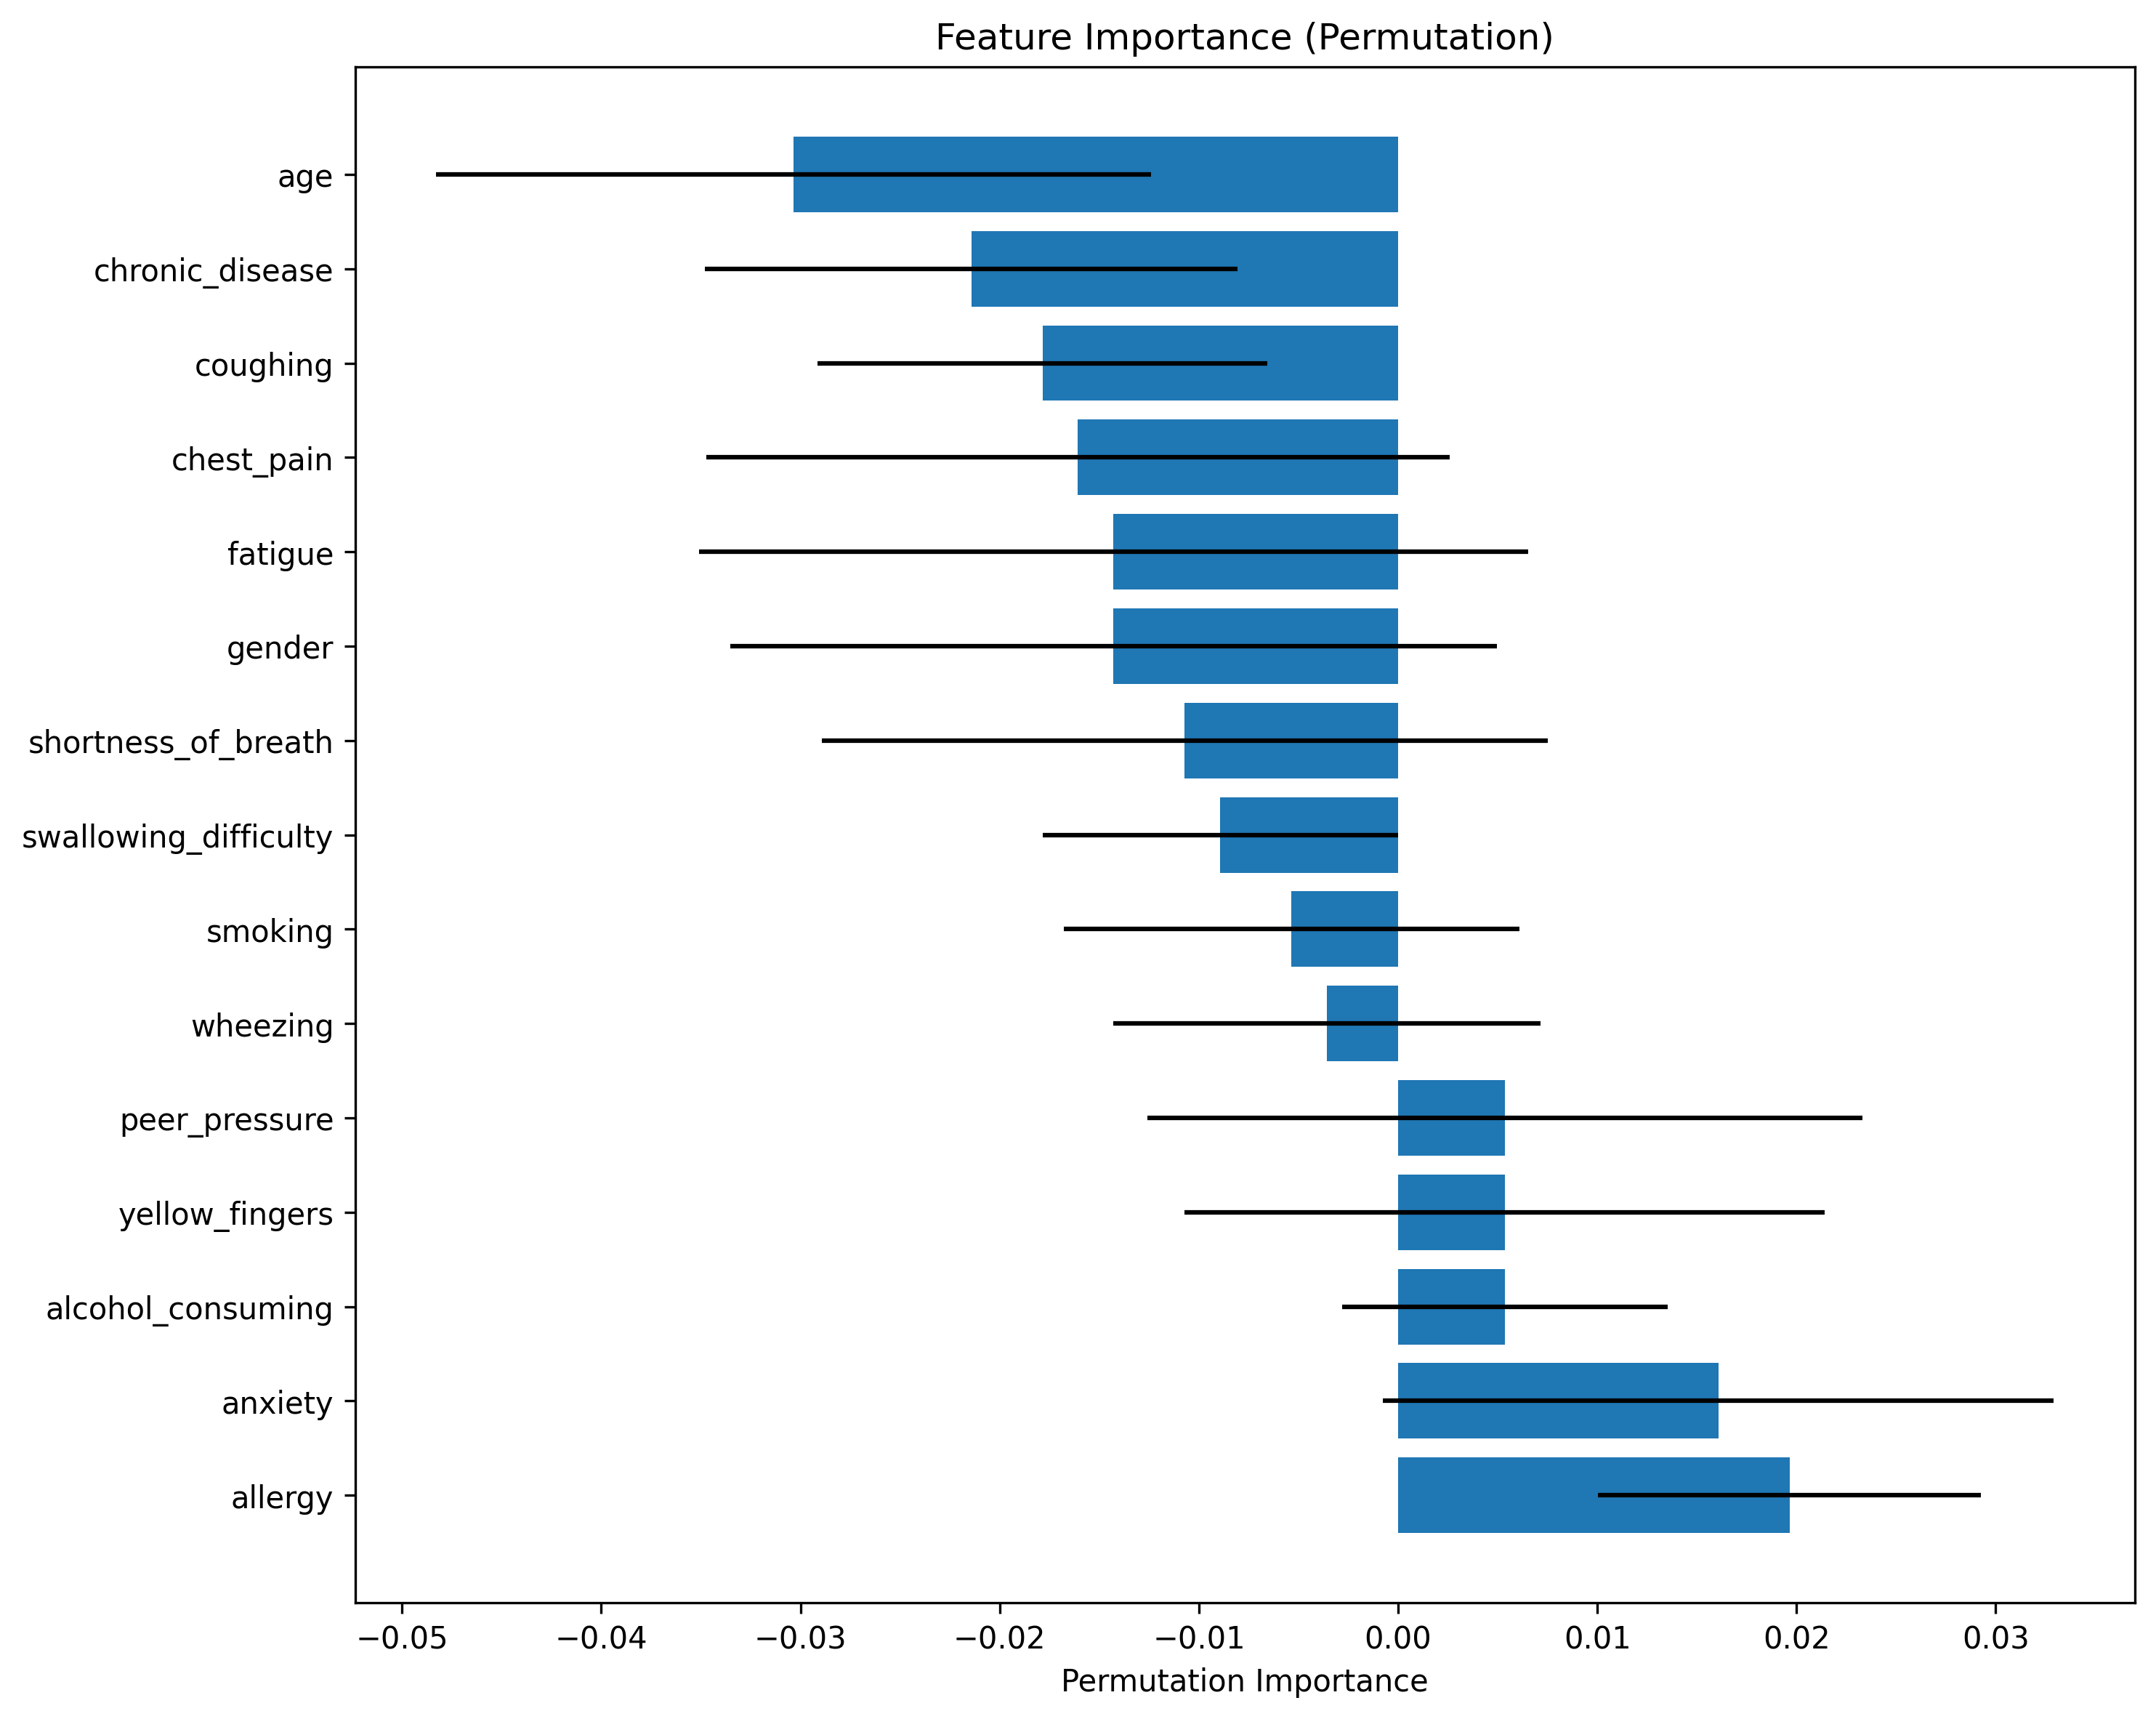 Feature Importance (Permutation)
age
chronic_disease
coughing
chest_pain
fatigue
gender
shortness_of_breath
swallowing_difficulty
smoking
wheezing
peer_pressure
yellow_fingers
alcohol_consuming
anxiety
allergy
−0.05 −0.04 −0.03 −0.02 −0.01 0.00 0.01 0.02 0.03
Permutation Importance